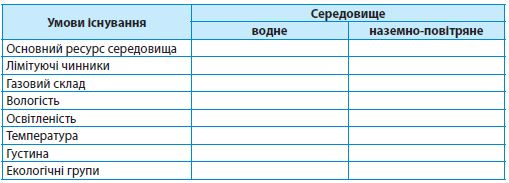 Умови існування
Середовище
водне
наземно-повітряне
Основний ресурс середовища
Лімітуючі чинники
Газовий склад
Вологість
Освітленість
Температура
Густина
Екологічні групи